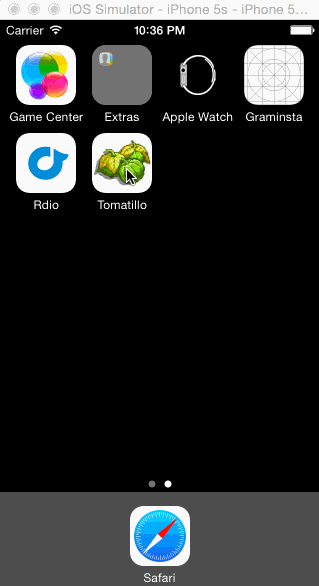 iOS Simulator - iPhone 5s - iPhone 5...
Carrier 10:36 PM
Game Center Extras Apple Watch Graminsta
Rdio Tomatillo
Safari